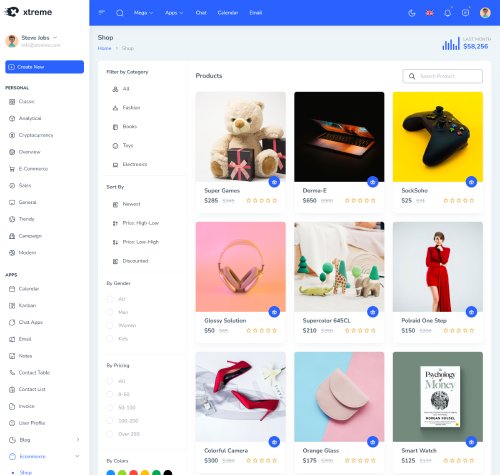 xtreme
Mega
Apps
Chat
Calendar
Email
Steve Jobs
info@xtreme.com
Create New
PERSONAL
Classic
Analytical
Cryptocurrency
Overview
E-Commerce
Sales
General
Trendy
Campaign
Modern
APPS
Calendar
Kanban
Chat Apps
Email
Notes
Contact Table
Contact List
Invoice
User Profile
Blog
Ecommerce
Shop
Shop
Home
Shop
LAST MONTH
$58,256
Filter by Category
All
Fashion
Books
Toys
Electronics
Sort By
Newest
Price: High-Low
Price: Low-High
Discounted
By Gender
All
Men
Women
Kids
By Pricing
All
0-50
50-100
100-200
Over 200
By Colors
Products
Search Product
Super Games
$285 $345
Derma-E
$650 $900
SockSoho
$25 $31
Glossy Solution
$50 $65
Supercolor 645CL
$210
Polraid One Step
$150
Colorful Camera
$300
Orange Glass
$175
The Psychology of Money
MORGAN HOUSEL
Smart Watch
$125